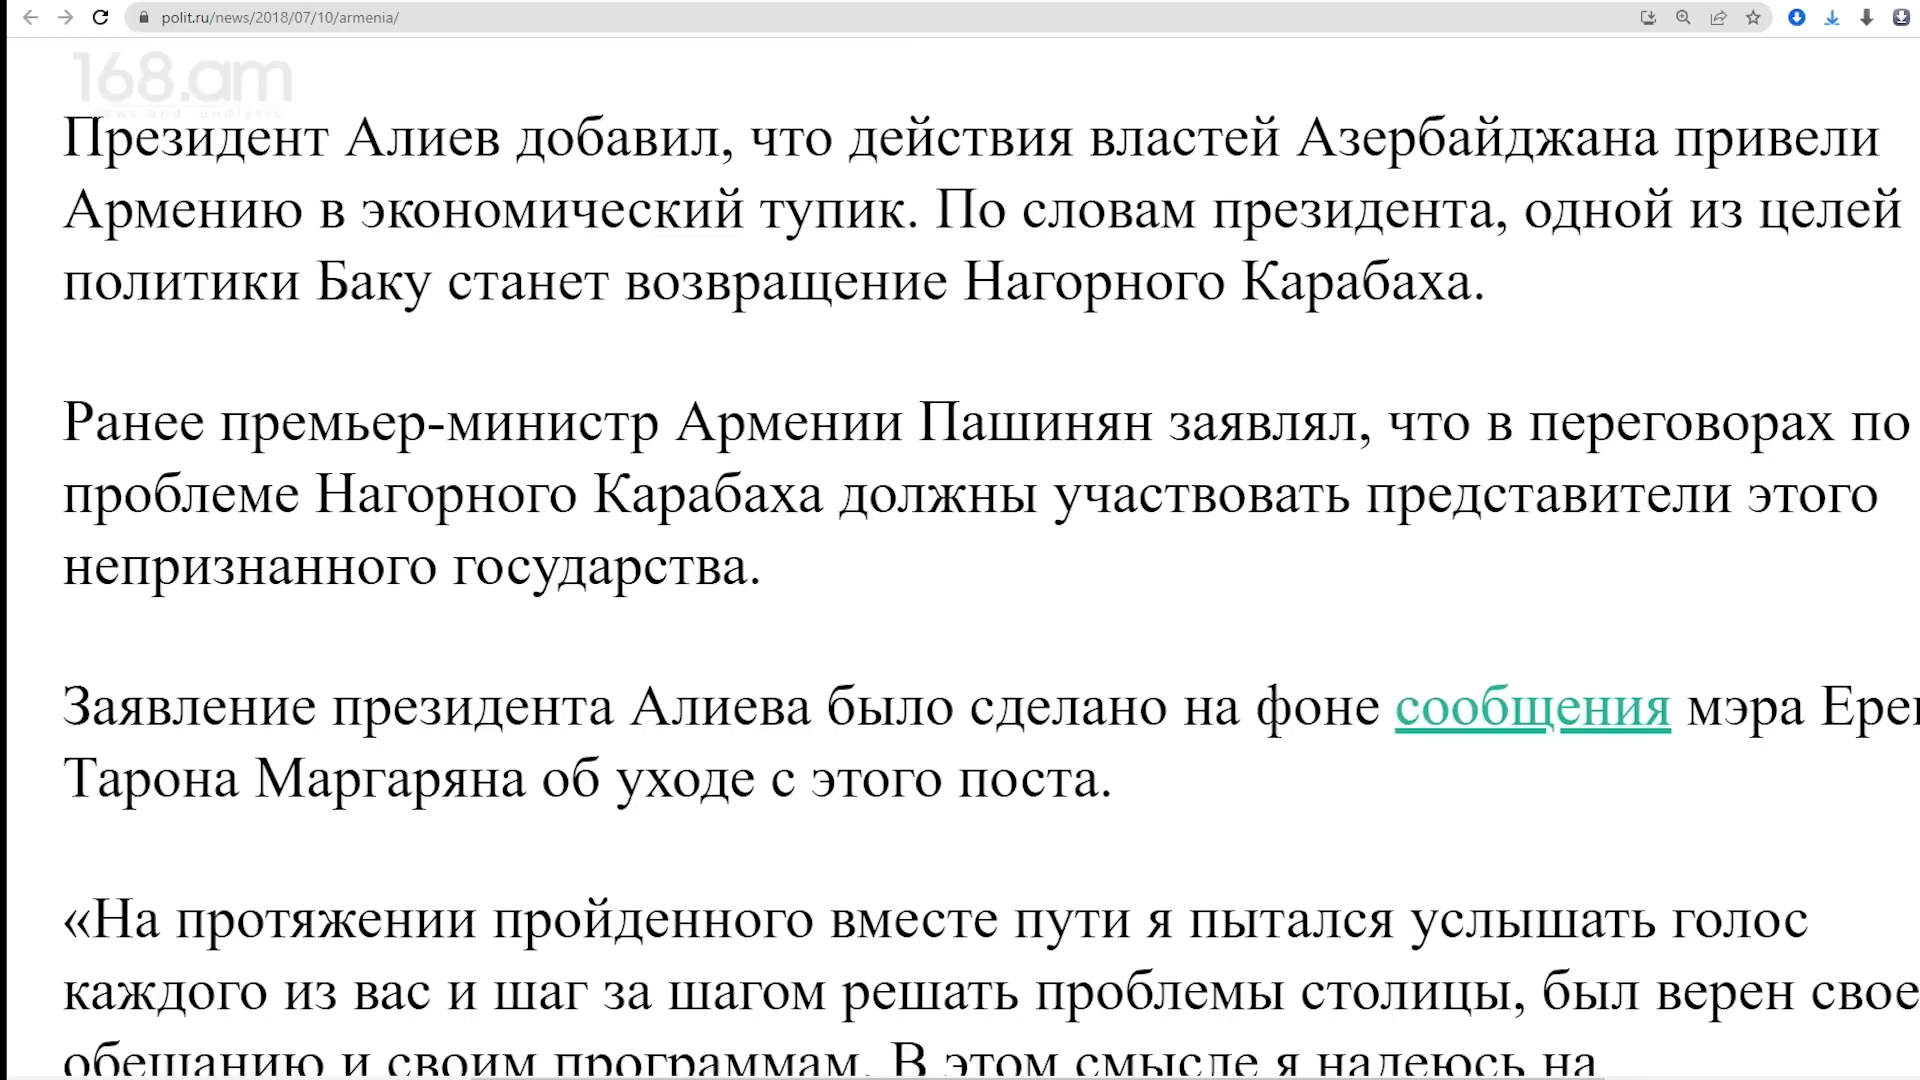 polit.ru/news/2018/07/10/armenia/
168.am
news and analysis
Президент Алиев добавил, что действия властей Азербайджана привели
Армению в экономический тупик. По словам президента, одной из целей
политики Баку станет возвращение Нагорного Карабаха.
Ранее премьер-министр Армении Пашинян заявлял, что в переговорах по
проблеме Нагорного Карабаха должны участвовать представители этого
непризнанного государства.
Заявление президента Алиева было сделано на фоне сообщения мэра
Тарона Маргаряна об уходе с этого поста.
«На протяжении пройденного вместе пути я пытался услышать голос
каждого из вас и шаг за шагом решать проблемы столицы, был верен свое
обещанию и своим программам. В этом смысле я надеюсь на